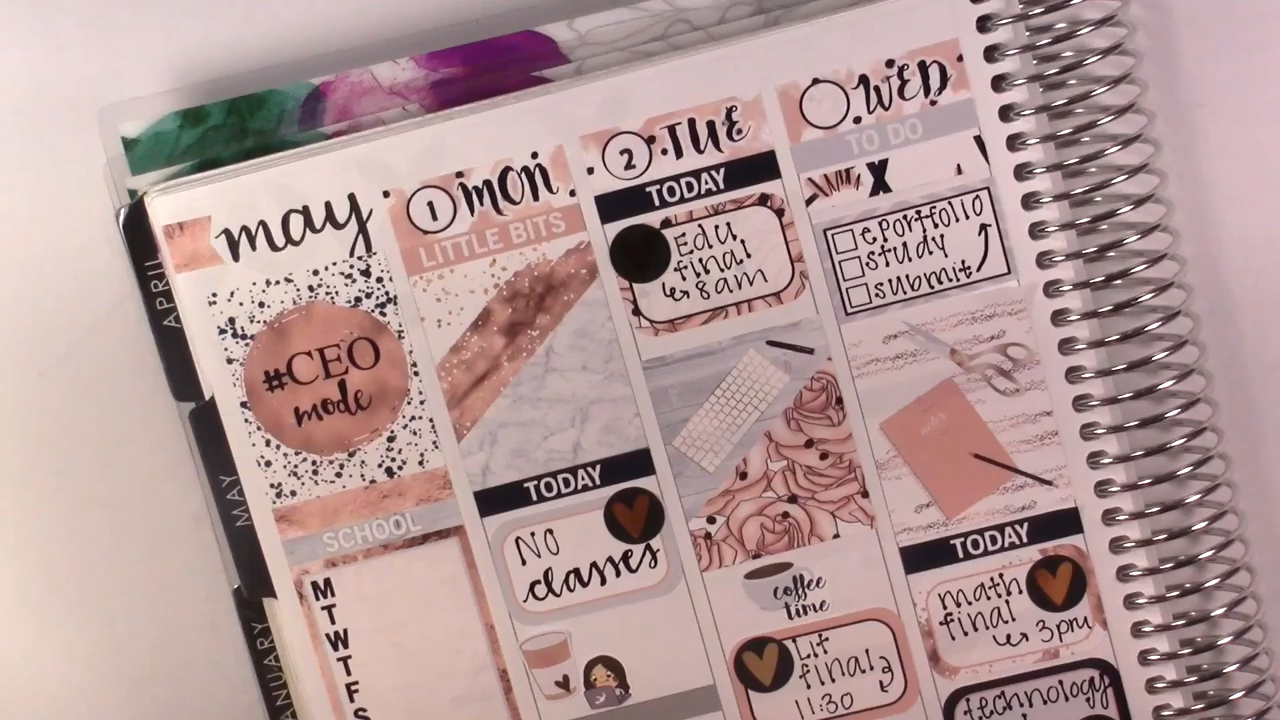 APRIL
MAY
JANUARY
may
#CEO
mode
SCHOOL
M
T
W
T
F
S
1 mon
LITTLE BITS
TODAY
NO
classes
2 TUE
TODAY
Edu
final
↳ 8am
coffee
time
Lit
final
11:30
WED
TO DO
X
eportfolio
study
submit
notes
TODAY
math
final
↳ 3pm
technology